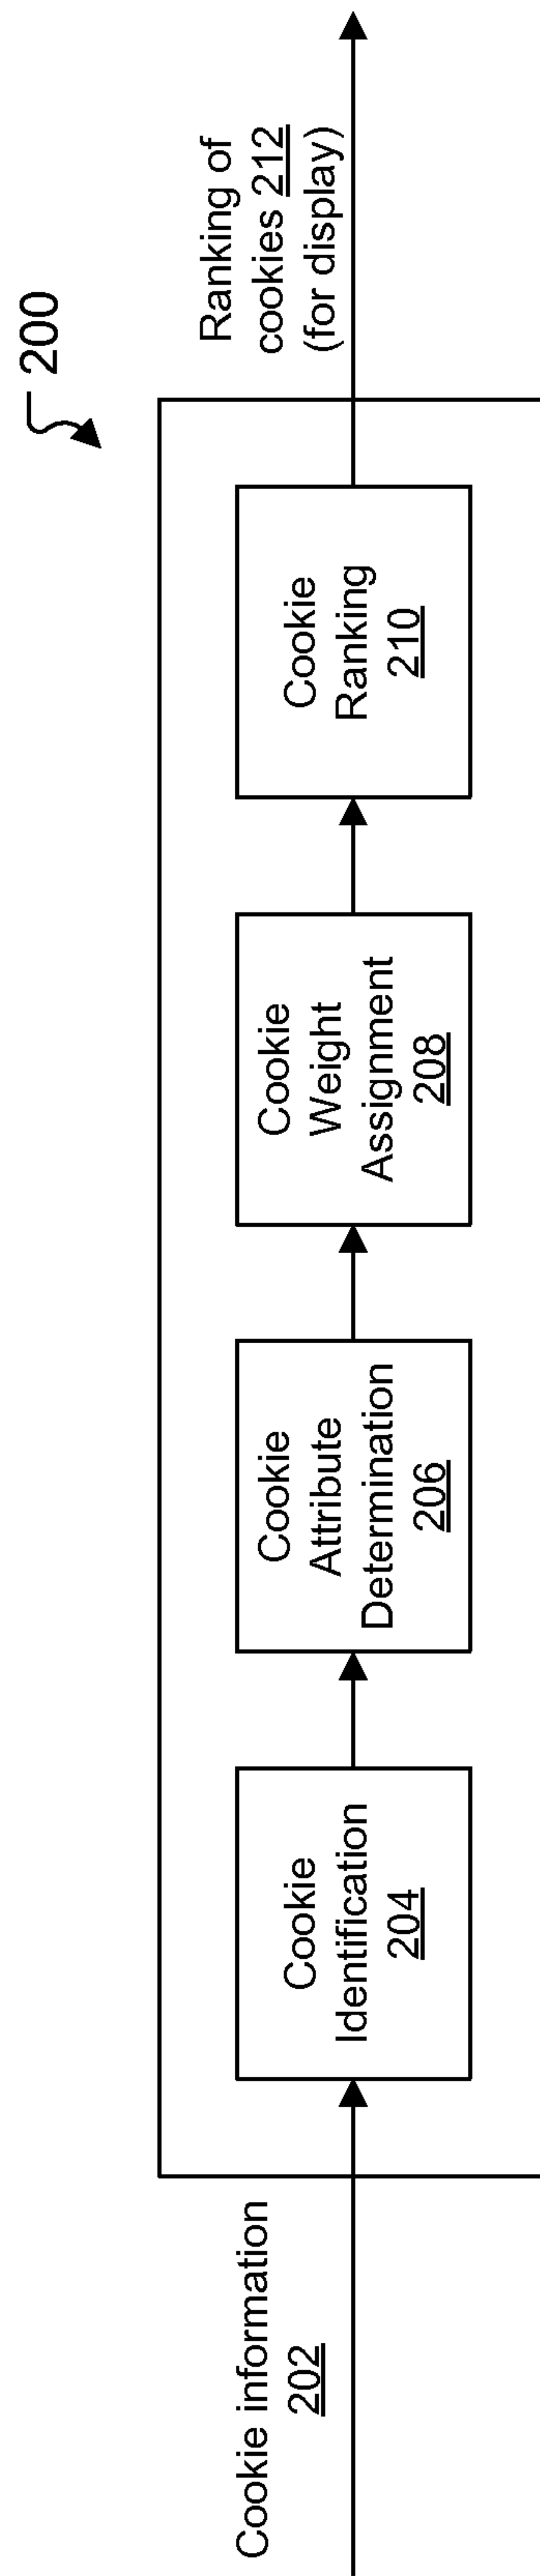 200
Cookie information
202
Cookie
Identification
204
Cookie
Attribute
Determination
206
Cookie
Weight
Assignment
208
Cookie
Ranking
210
Ranking of
cookies 212
(for display)